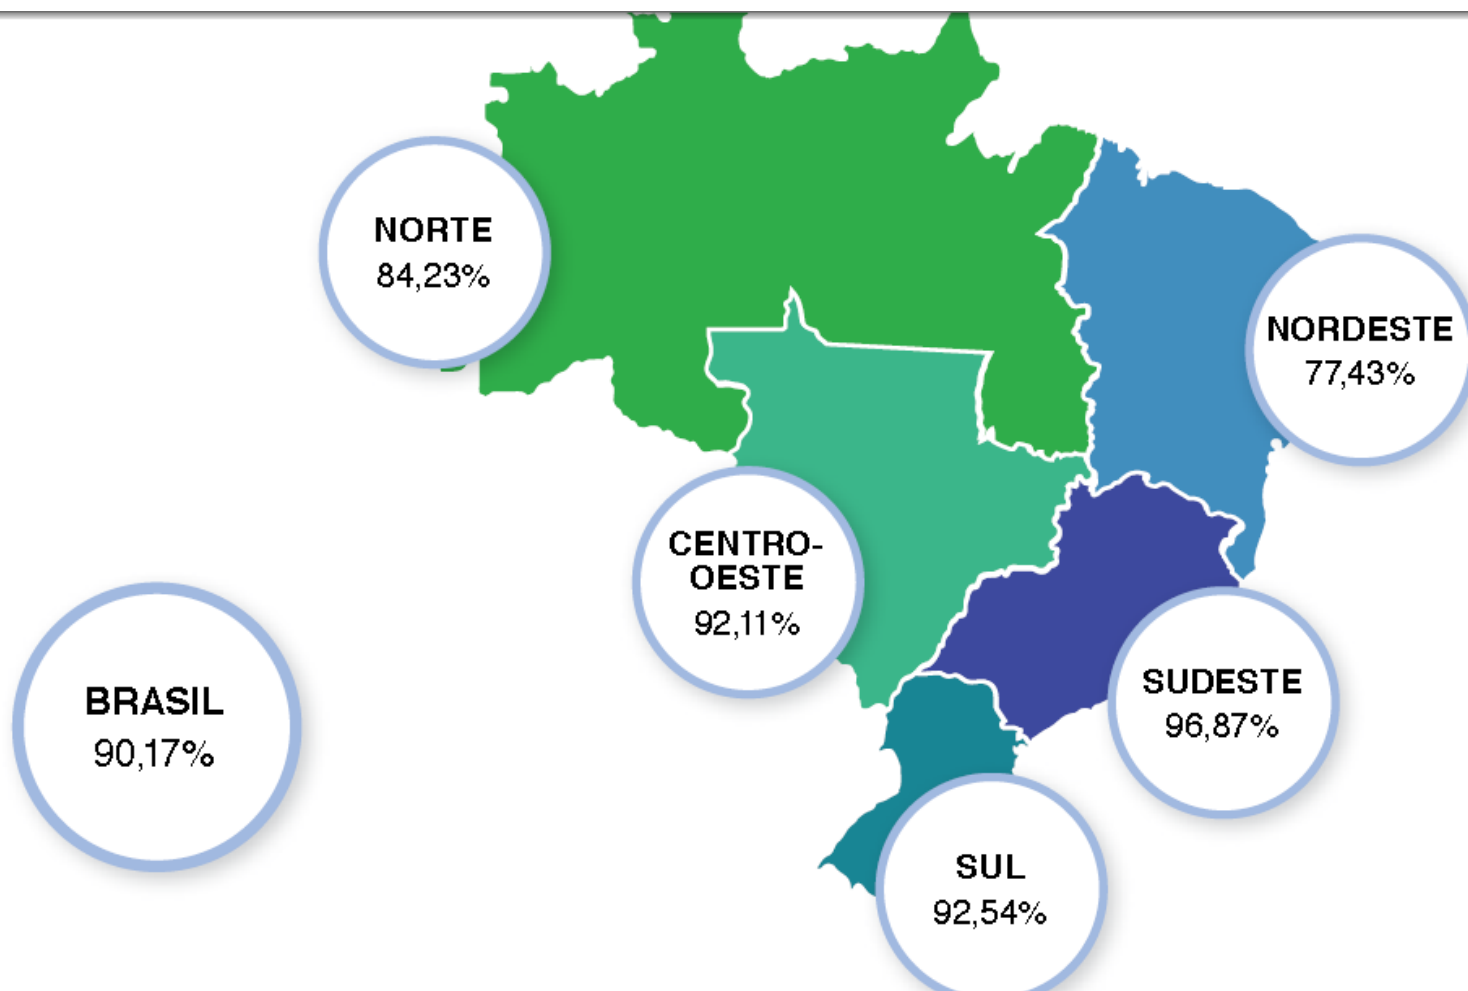 NORTE
84,23%
NORDESTE
77,43%
CENTRO-
OESTE
92,11%
BRASIL
90,17%
SUDESTE
96,87%
SUL
92,54%